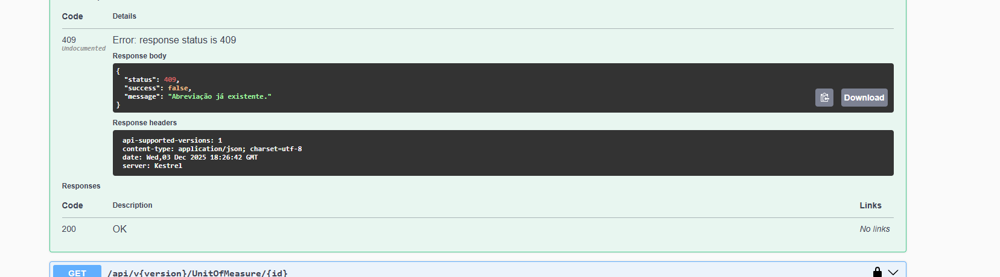 Code Details
409 Error: response status is 409
Undocumented
Response body
{
"status": 409,
"success": false,
"message": "Abreviação já existente."
}
Download
Response headers
api-supported-versions: 1
content-type: application/json; charset=utf-8
date: Wed,03 Dec 2025 18:26:42 GMT
server: Kestrel
Responses
Code Description Links
200 OK No links
GET /api/v{version}/UnitOfMeasure/{id}